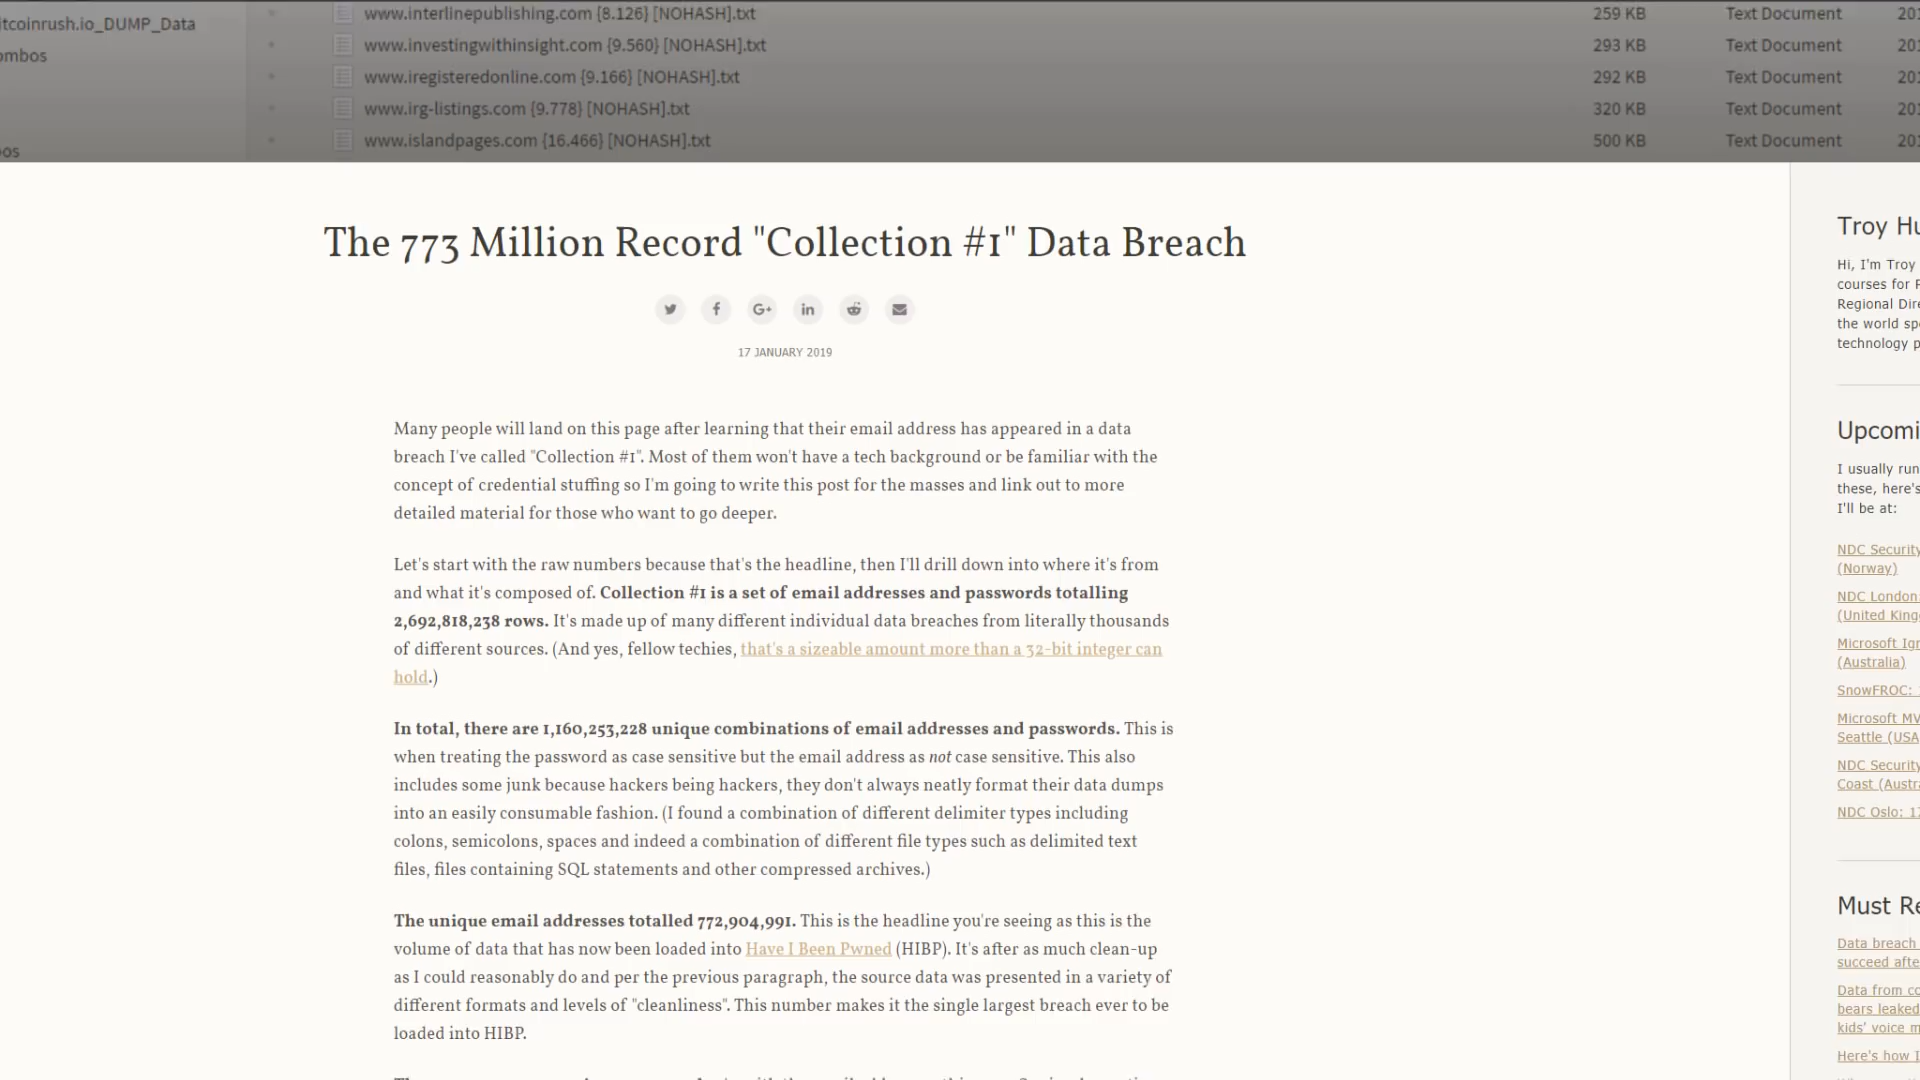 itcoinrush.io_DUMP_Data
ombos
os
www.interlinepublishing.com {8.126} [NOHASH].txt 259 KB Text Document 201
www.investingwithinsight.com {9.560} [NOHASH].txt 293 KB Text Document 201
www.iregisteredonline.com {9.166} [NOHASH].txt 292 KB Text Document 201
www.irg-listings.com {9.778} [NOHASH].txt 320 KB Text Document 201
www.islandpages.com {16.466} [NOHASH].txt 500 KB Text Document 201
The 773 Million Record "Collection #1" Data Breach
17 JANUARY 2019
Many people will land on this page after learning that their email address has appeared in a data
breach I've called "Collection #1". Most of them won't have a tech background or be familiar with the
concept of credential stuffing so I'm going to write this post for the masses and link out to more
detailed material for those who want to go deeper.
Let's start with the raw numbers because that's the headline, then I'll drill down into where it's from
and what it's composed of. Collection #1 is a set of email addresses and passwords totalling
2,692,818,238 rows. It's made up of many different individual data breaches from literally thousands
of different sources. (And yes, fellow techies, that's a sizeable amount more than a 32-bit integer can
hold.)
In total, there are 1,160,253,228 unique combinations of email addresses and passwords. This is
when treating the password as case sensitive but the email address as not case sensitive. This also
includes some junk because hackers being hackers, they don't always neatly format their data dumps
into an easily consumable fashion. (I found a combination of different delimiter types including
colons, semicolons, spaces and indeed a combination of different file types such as delimited text
files, files containing SQL statements and other compressed archives.)
The unique email addresses totalled 772,904,991. This is the headline you're seeing as this is the
volume of data that has now been loaded into Have I Been Pwned (HIBP). It's after as much clean-up
as I could reasonably do and per the previous paragraph, the source data was presented in a variety of
different formats and levels of "cleanliness". This number makes it the single largest breach ever to be
loaded into HIBP.
Troy Hu
Hi, I'm Troy
courses for P
Regional Dire
the world spe
technology p
Upcomi
I usually run
these, here's
I'll be at:
NDC Security
(Norway)
NDC London:
(United King
Microsoft Ign
(Australia)
SnowFROC:
Microsoft MV
Seattle (USA
NDC Security
Coast (Austra
NDC Oslo: 17
Must Re
Data breach
succeed afte
Data from co
bears leaked
kids' voice m
Here's how I